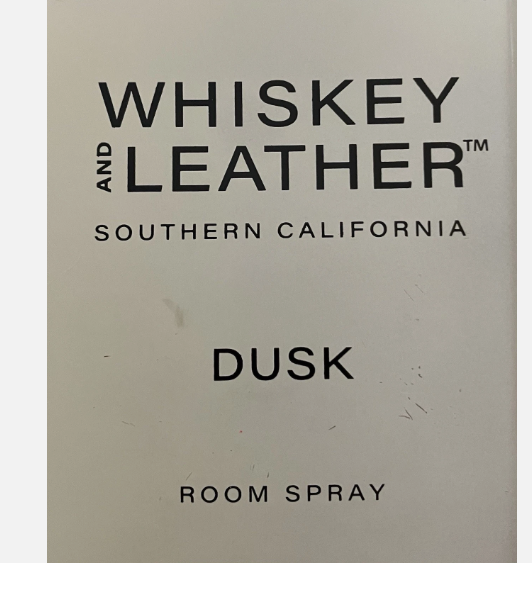 WHISKEY
AND LEATHER™
SOUTHERN CALIFORNIA
DUSK
ROOM SPRAY